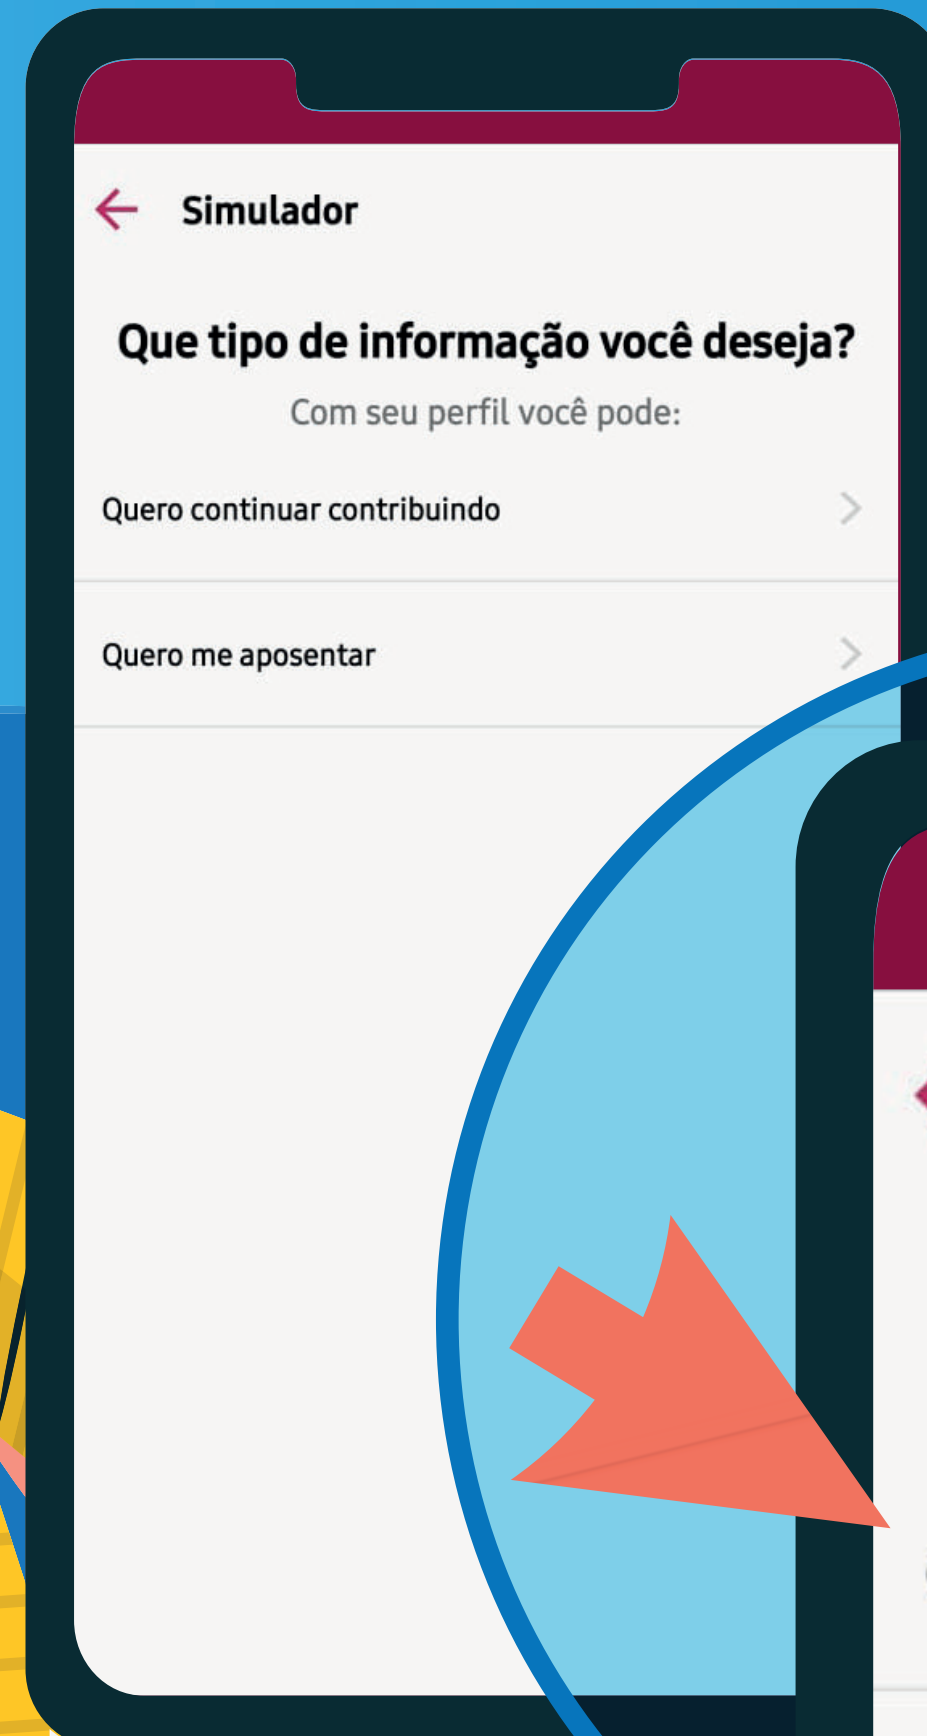 Simulador
Que tipo de informação você deseja?
Com seu perfil você pode:
Quero continuar contribuindo
Quero me aposentar